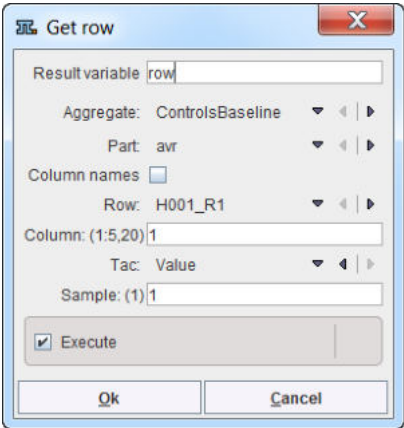 Get row
Result variable row
Aggregate: ControlsBaseline
Part: avr
Column names
Row: H001_R1
Column: (1:5,20) 1
Tac: Value
Sample: (1) 1
Execute
Ok Cancel